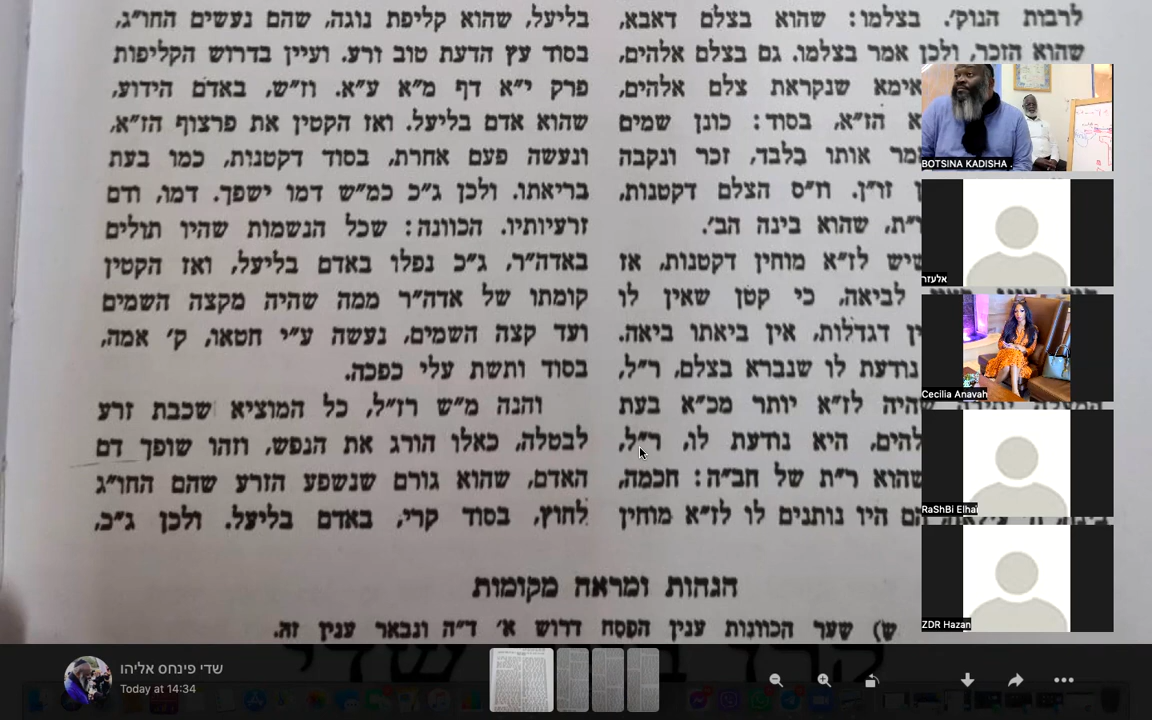 לרבות הנוק׳. בצלמו: שהוא בצלם דאבא,
שהוא הזכר, ולכן אמר בצלמו. גם בצלם אלהים,
אימא שנקראת צלם אלהים,
הז״א, בסוד: כונן שמים
אותו בלבד, זכר ונקבה
זו״ן. וז״ס הצלם דקטנות,
שהוא בינה הב׳.
שיש לז״א מוחין דקטנות, אז
לביאה, כי קטן שאין לו
דגדלות, אין ביאתו ביאה.
נודעת לו שנברא בצלם, ר״ל,
לז״א יותר מכ״א בעת
היא נודעת לו, ר״ל,
שהוא ר״ת של חב״ה: חכמה,
היו נותנים לו לז״א מוחין
בליעל, שהוא קליפת נוגה, שהם נעשים החו״ג,
בסוד עץ הדעת טוב ורע. ועיין בדרוש הקליפות
פרק י״א דף מ״א ע״א. וז״ש, באדם הידוע,
שהוא אדם בליעל. ואז הקטין את פרצוף הז״א,
ונעשה פעם אחרת, בסוד דקטנות, כמו בעת
בריאתו. ולכן ג״כ כמ״ש דמו ישפך. דמו, ודם
זרעיותיו. הכוונה: שכל הנשמות שהיו תולים
באדה״ר, ג״כ נפלו באדם בליעל, ואז הקטין
קומתו של אדה״ר ממה שהיה מקצה השמים
ועד קצה השמים, נעשה ע״י חטאו, ק׳ אמה,
בסוד ותשת עלי כפכה.
והנה מ״ש רז״ל, כל המוציא שכבת זרע
לבטלה, כאלו הורג את הנפש, וזהו שופך דם
האדם, שהוא גורם שנשפע הזרע שהם החו״ג
לחוץ, בסוד קרי, באדם בליעל. ולכן ג״כ,
הגהות ומראה מקומות
ש) שער הכוונות ענין הפסח דרוש א׳ ד״ה ונבאר ענין זה.
BOTSINA KADISHA .
אלעזר
Cecilia Anavah
RaShBi Elhai
ZDR Hazan
שדי פינחס אליהו
Today at 14:34